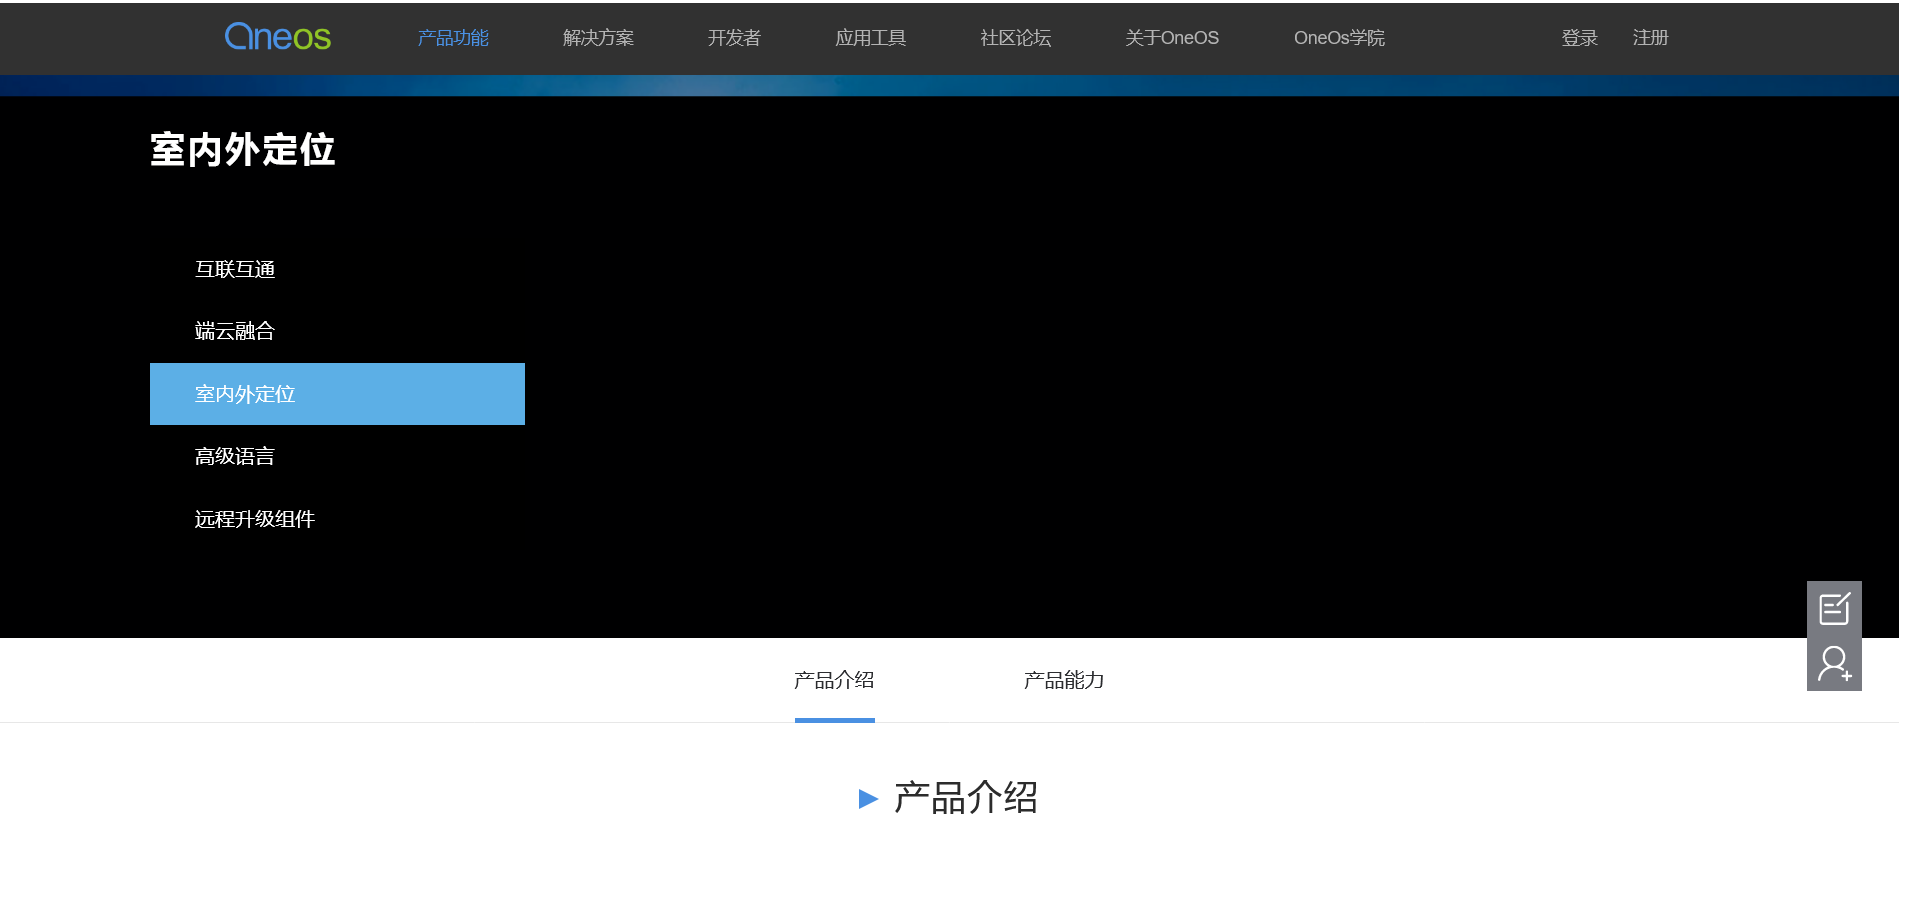 Oneos 产品功能 解决方案 开发者 应用工具 社区论坛 关于OneOS OneOs学院 登录 注册
室内外定位
互联互通
端云融合
室内外定位
高级语言
远程升级组件
产品介绍 产品能力
产品介绍